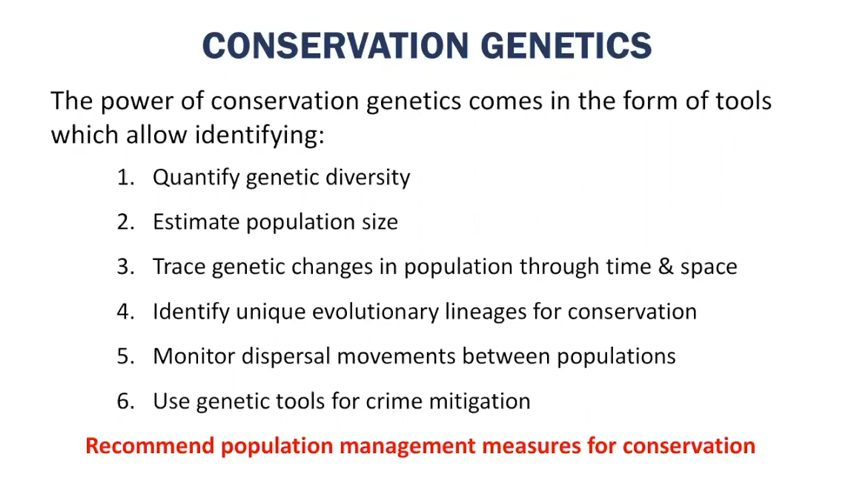 CONSERVATION GENETICS
The power of conservation genetics comes in the form of tools
which allow identifying:
1. Quantify genetic diversity
2. Estimate population size
3. Trace genetic changes in population through time & space
4. Identify unique evolutionary lineages for conservation
5. Monitor dispersal movements between populations
6. Use genetic tools for crime mitigation
Recommend population management measures for conservation